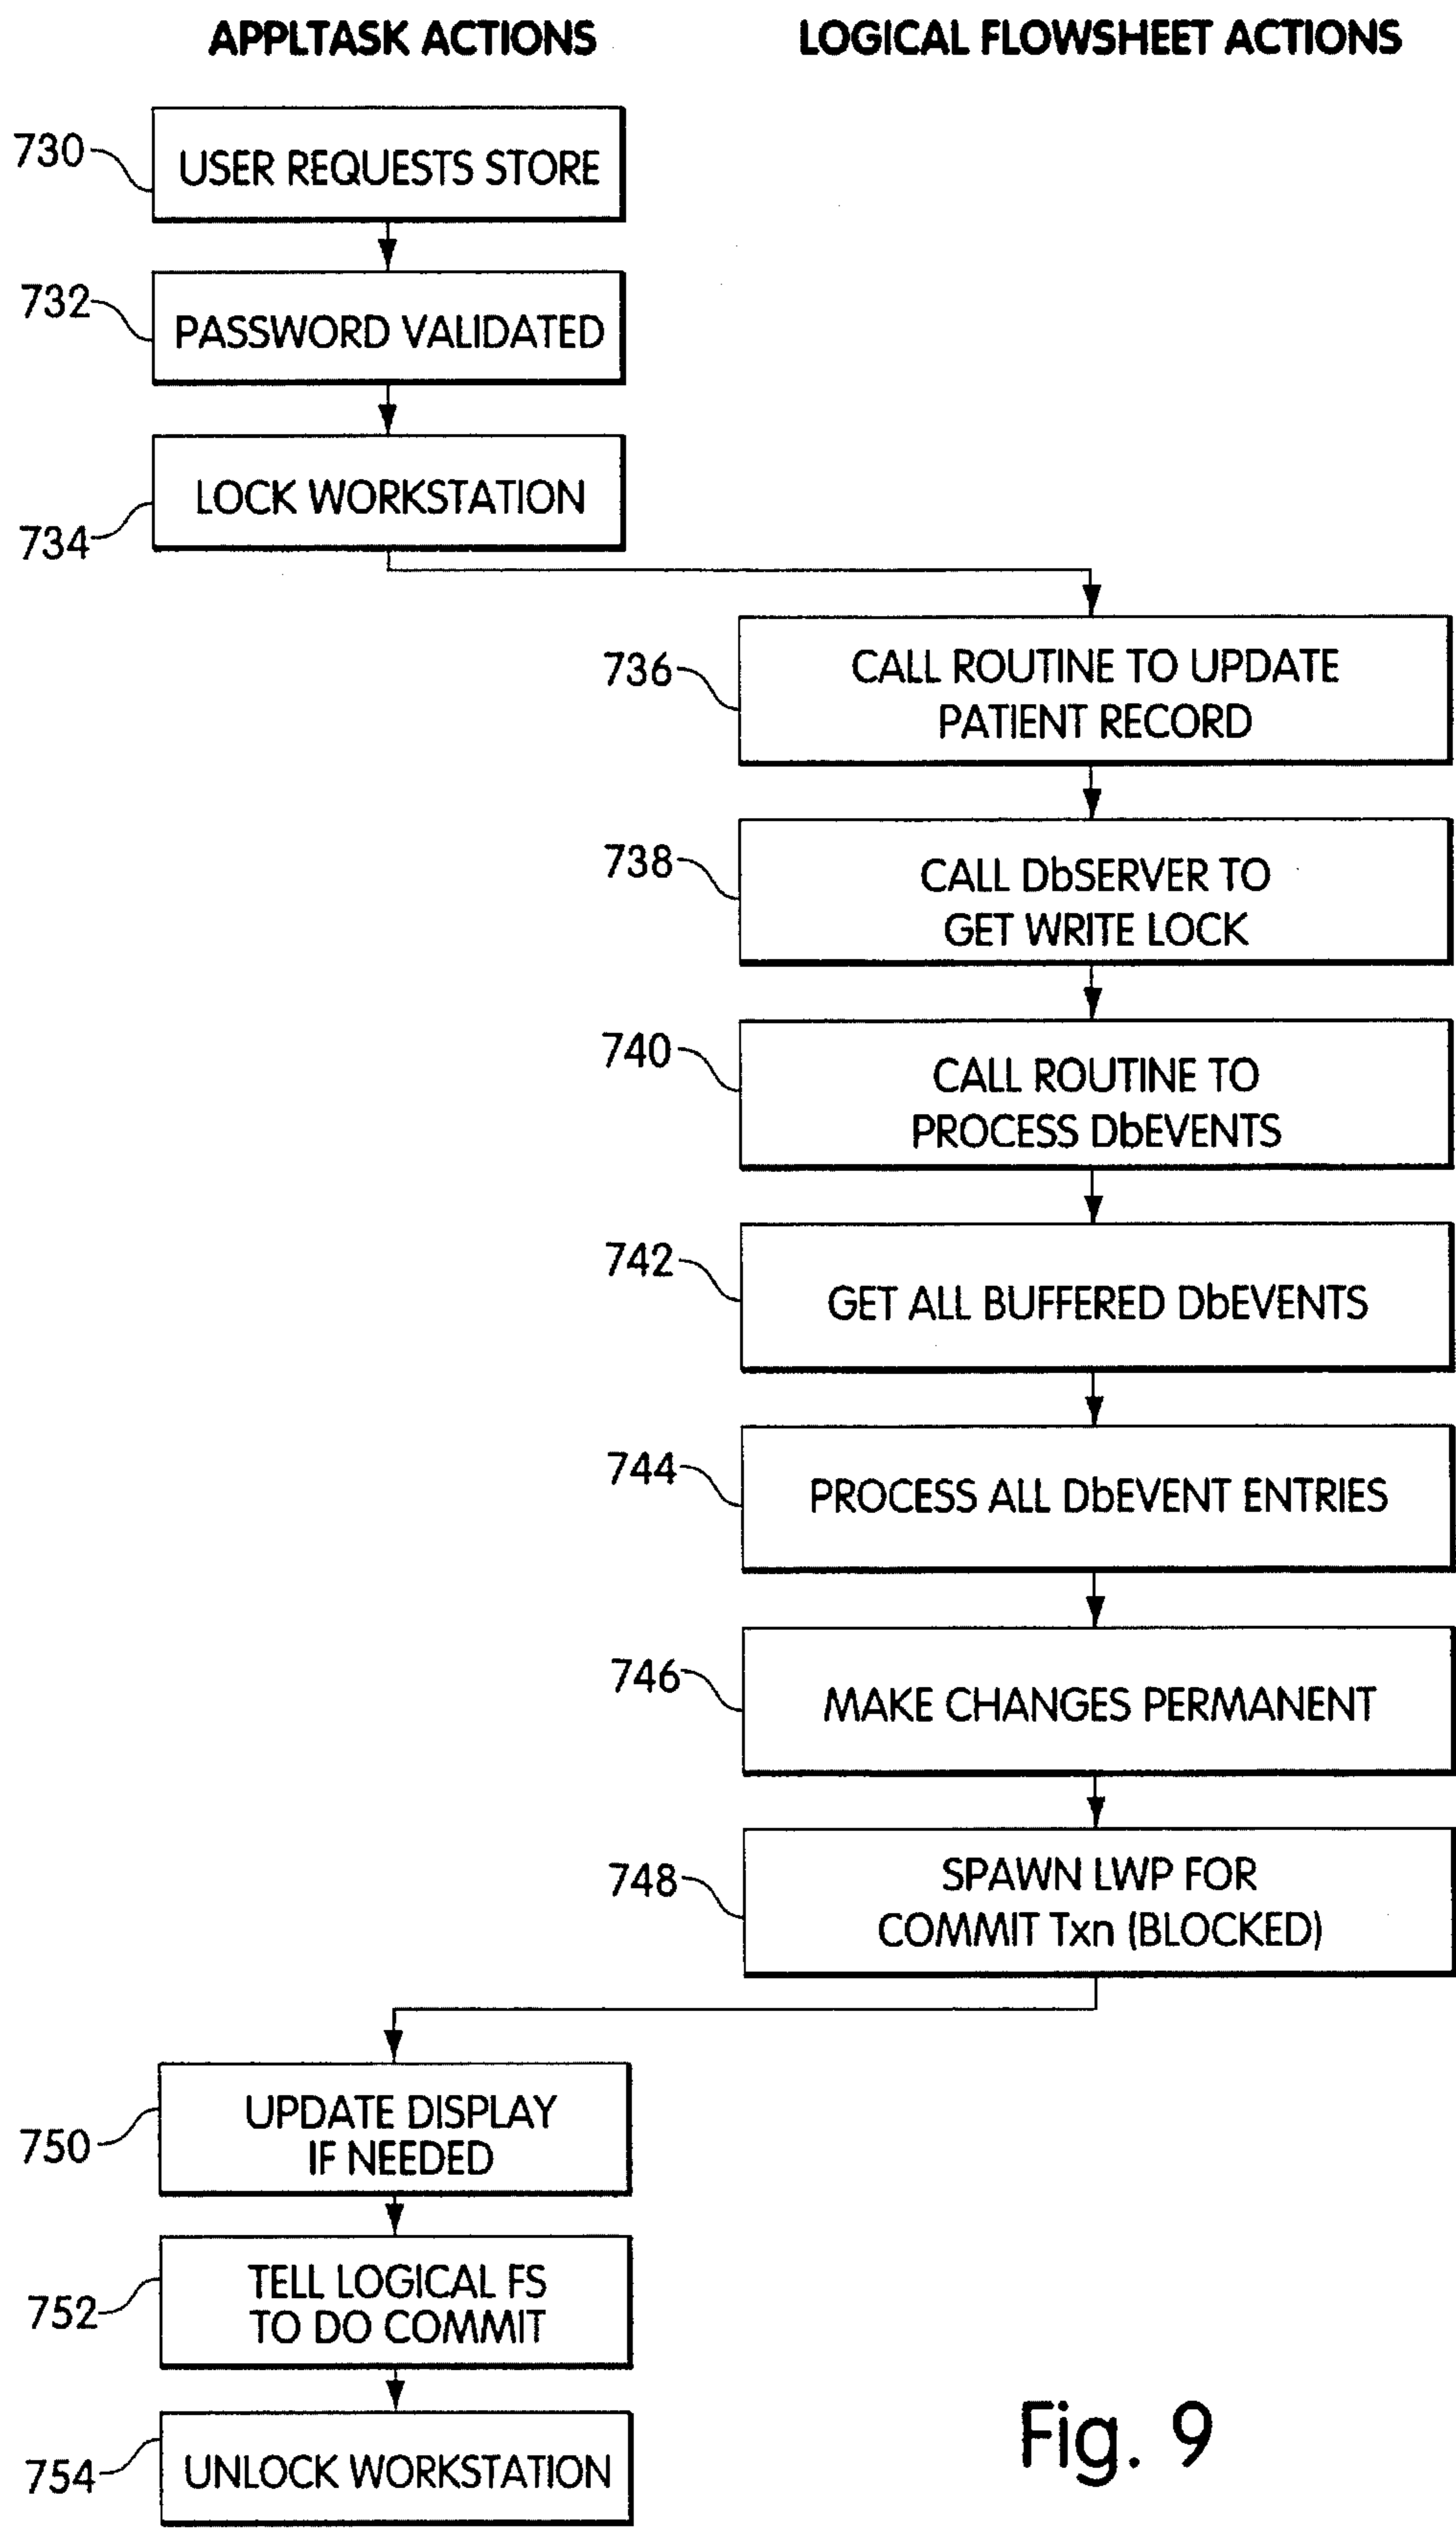 APPLTASK ACTIONS
LOGICAL FLOWSHEET ACTIONS
730
USER REQUESTS STORE
732
PASSWORD VALIDATED
734
LOCK WORKSTATION
736
CALL ROUTINE TO UPDATE
PATIENT RECORD
738
CALL DbSERVER TO
GET WRITE LOCK
740
CALL ROUTINE TO
PROCESS DbEVENTS
742
GET ALL BUFFERED DbEVENTS
744
PROCESS ALL DbEVENT ENTRIES
746
MAKE CHANGES PERMANENT
748
SPAWN LWP FOR
COMMIT Txn (BLOCKED)
750
UPDATE DISPLAY
IF NEEDED
752
TELL LOGICAL FS
TO DO COMMIT
754
UNLOCK WORKSTATION
Fig. 9